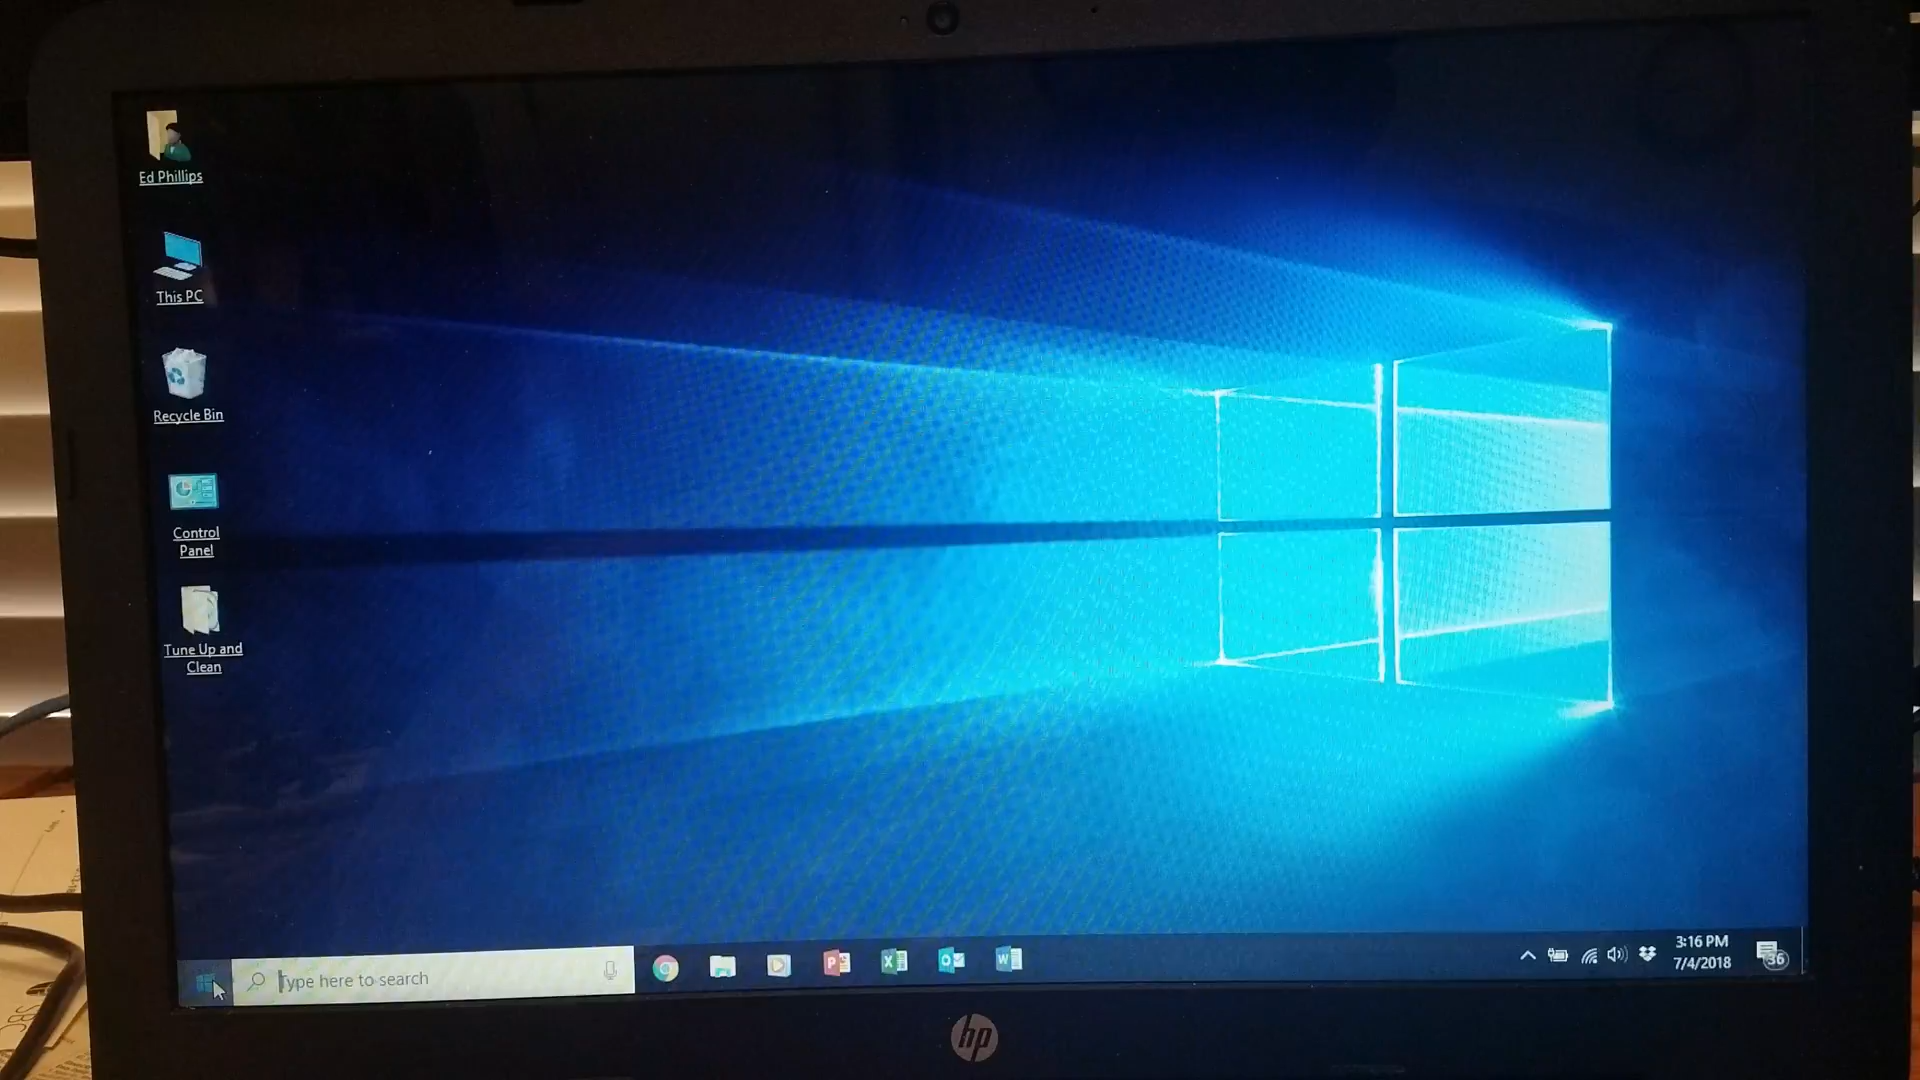 Ed Phillips
This PC
Recycle Bin
Control
Panel
Tune Up and
Clean
Type here to search
3:16 PM
7/4/2018
36
hp